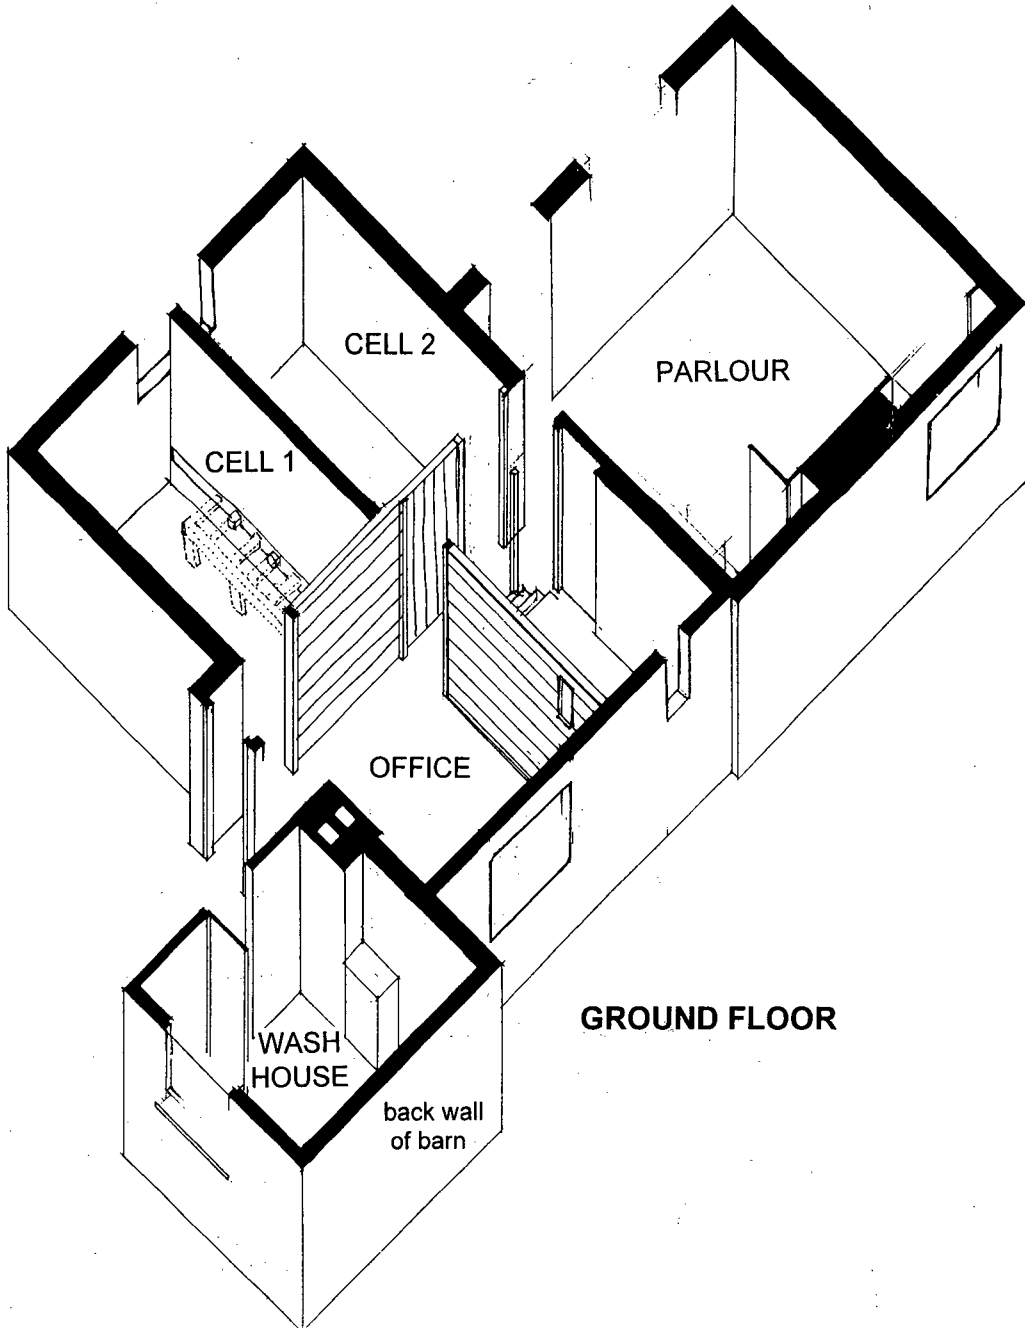 CELL 2
PARLOUR
CELL 1
OFFICE
GROUND FLOOR
WASH
HOUSE
back wall
of barn